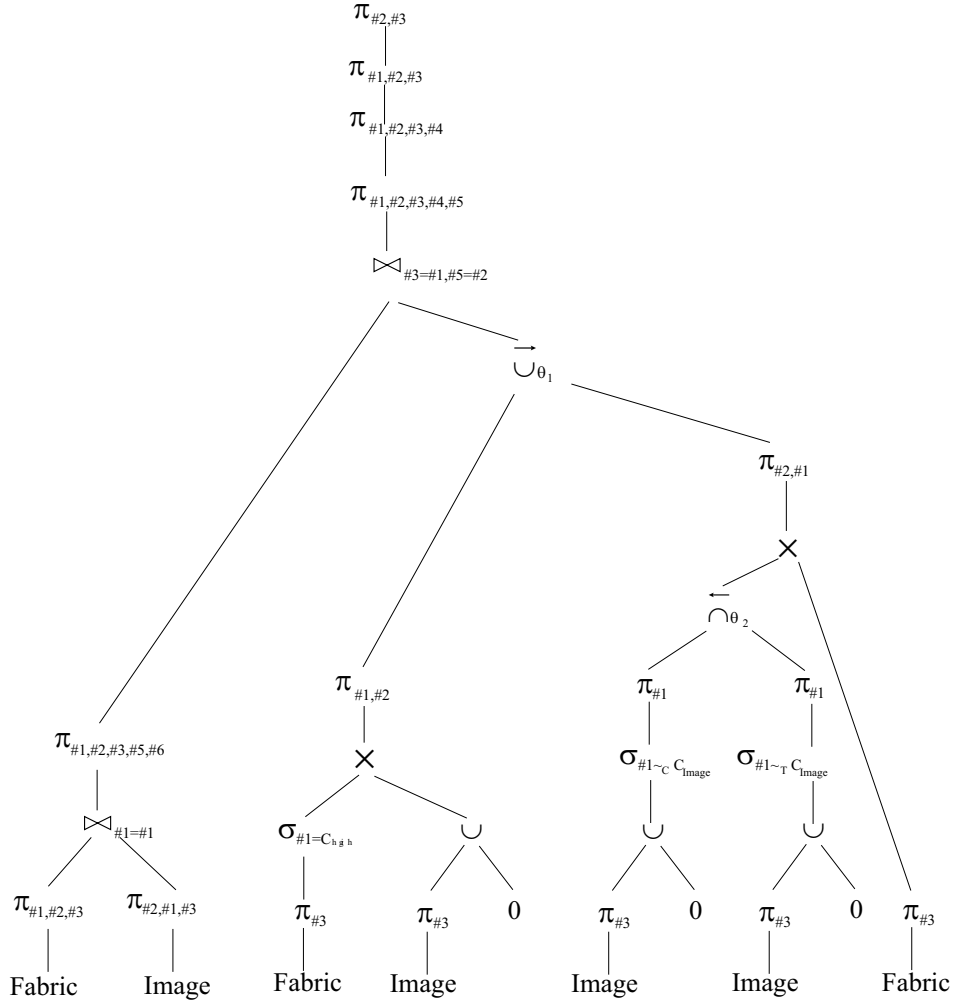 π#2,#3
π#1,#2,#3
π#1,#2,#3,#4
π#1,#2,#3,#4,#5
⋈#3=#1,#5=#2
→
∪θ1
π#2,#1
×
←
∩θ2
π#1,#2 π#1 π#1
π#1,#2,#3,#5,#6 × σ#1~C CImage σ#1~T CImage
⋈#1=#1 σ#1=Chigh ∪ ∪ ∪
π#1,#2,#3 π#2,#1,#3 π#3 π#3 0 π#3 0 π#3 0 π#3
Fabric Image Fabric Image Image Image Fabric